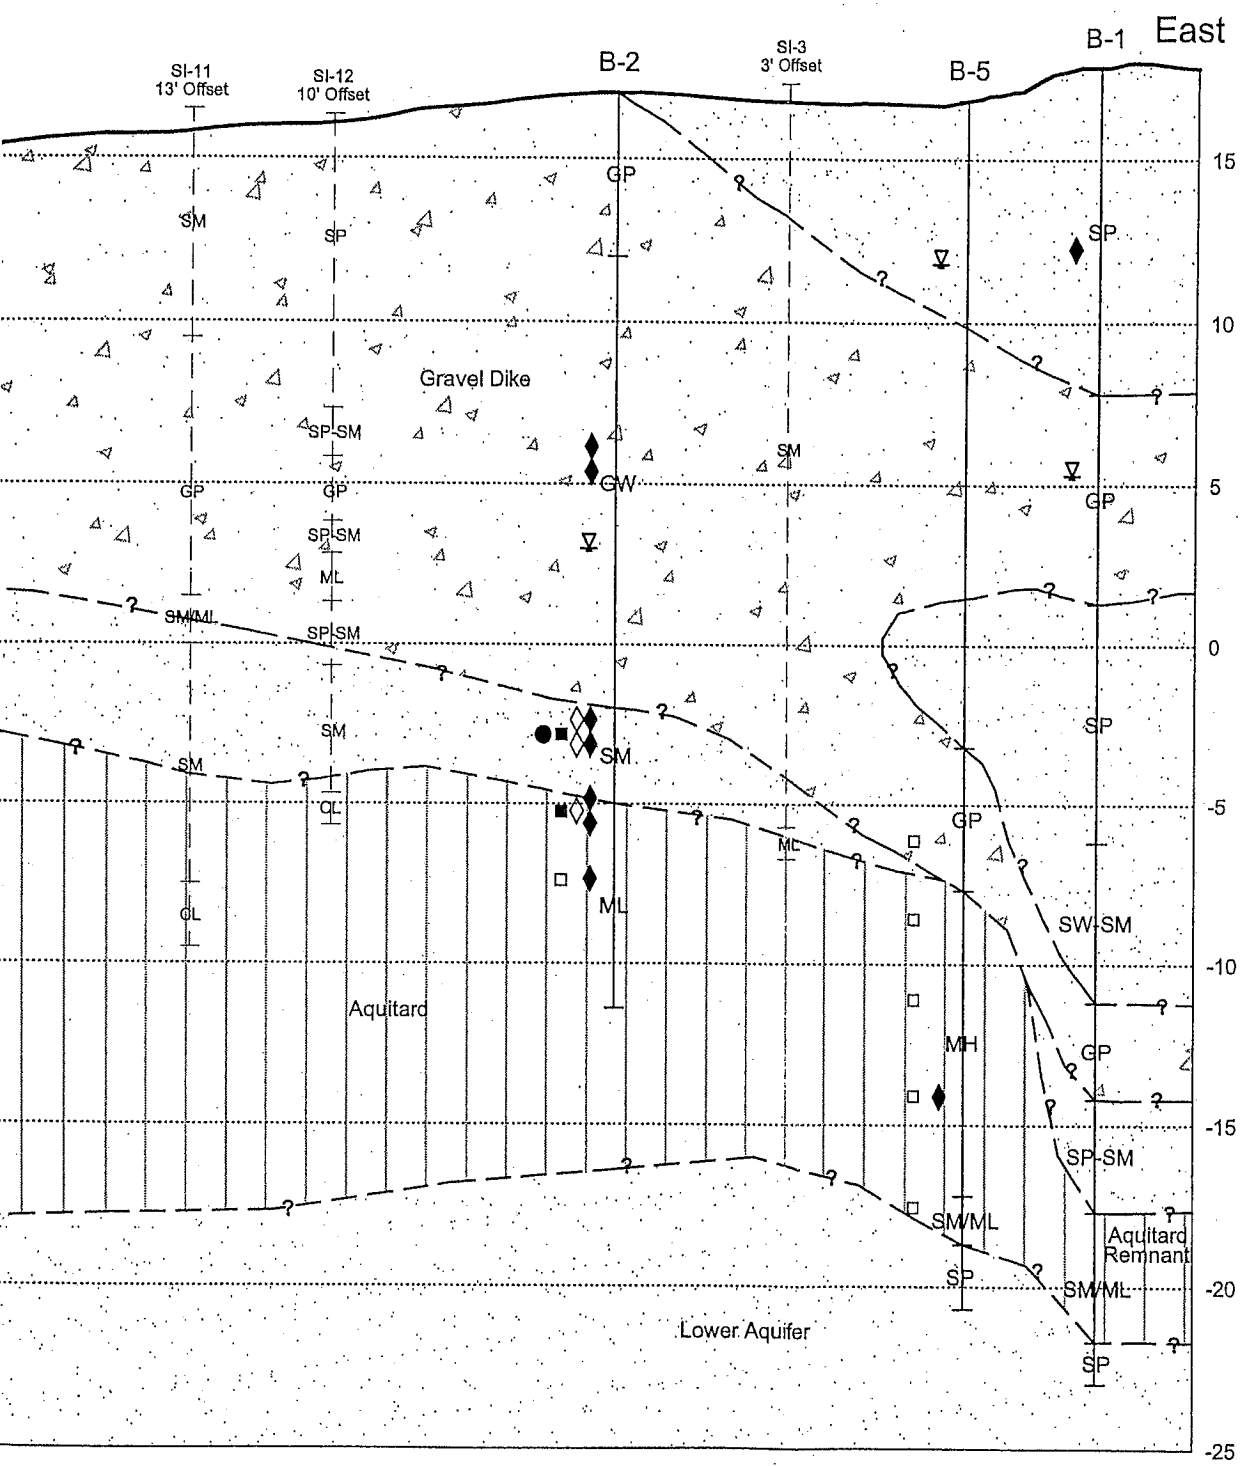 East
B-1
SI-3
3' Offset
B-2
B-5
SI-11
13' Offset
SI-12
10' Offset
15
GP
?
SM
SP
SP
?
10
?
Gravel Dike
?
SP-SM
SM
GP
GP
GW
5
GP
SP-SM
ML
?
?
?
SM/ML
SP-SM
0
?
?
?
SM
SP
?
SM
SM
?
CL
-5
?
GP
?
ML
?
?
CL
ML
SW-SM
-10
Aquitard
?
MH
GP
?
?
?
-15
?
SP-SM
?
?
?
SM/ML
Aquitard
Remnant
SP
?
SM/ML
-20
Lower Aquifer
?
SP
-25